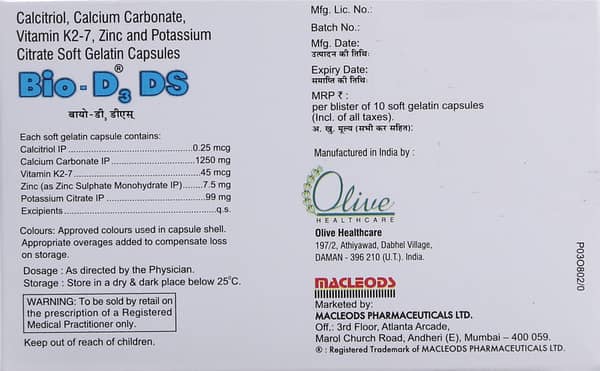 Calcitriol, Calcium Carbonate,
Vitamin K2-7, Zinc and Potassium
Citrate Soft Gelatin Capsules
Bio-D3® DS
बायो-डी3 डीएस्
Each soft gelatin capsule contains:
Calcitriol IP.....................................0.25 mcg
Calcium Carbonate IP.....................1250 mg
Vitamin K2-7.....................................45 mcg
Zinc (as Zinc Sulphate Monohydrate IP).......7.5 mg
Potassium Citrate IP.........................99 mg
Excipients.........................................q.s.
Colours: Approved colours used in capsule shell.
Appropriate overages added to compensate loss
on storage.
Dosage : As directed by the Physician.
Storage : Store in a dry & dark place below 25°C.
WARNING: To be sold by retail on
the prescription of a Registered
Medical Practitioner only.
Keep out of reach of children.
Mfg. Lic. No.:
Batch No.:
Mfg. Date:
उत्पादन की तिथि:
Expiry Date:
समाप्ति की तिथि:
MRP ₹ :
per blister of 10 soft gelatin capsules
(Incl. of all taxes).
अ. खु. मूल्य (सभी कर सहित):
Manufactured in India by :
Olive
HEALTHCARE
Olive Healthcare
197/2, Athiyawad, Dabhel Village,
DAMAN - 396 210 (U.T.). India.
MACLEODS
Marketed by:
MACLEODS PHARMACEUTICALS LTD.
Off.: 3rd Floor, Atlanta Arcade,
Marol Church Road, Andheri (E), Mumbai – 400 059.
® : Registered Trademark of MACLEODS PHARMACEUTICALS LTD.
P03O802/0